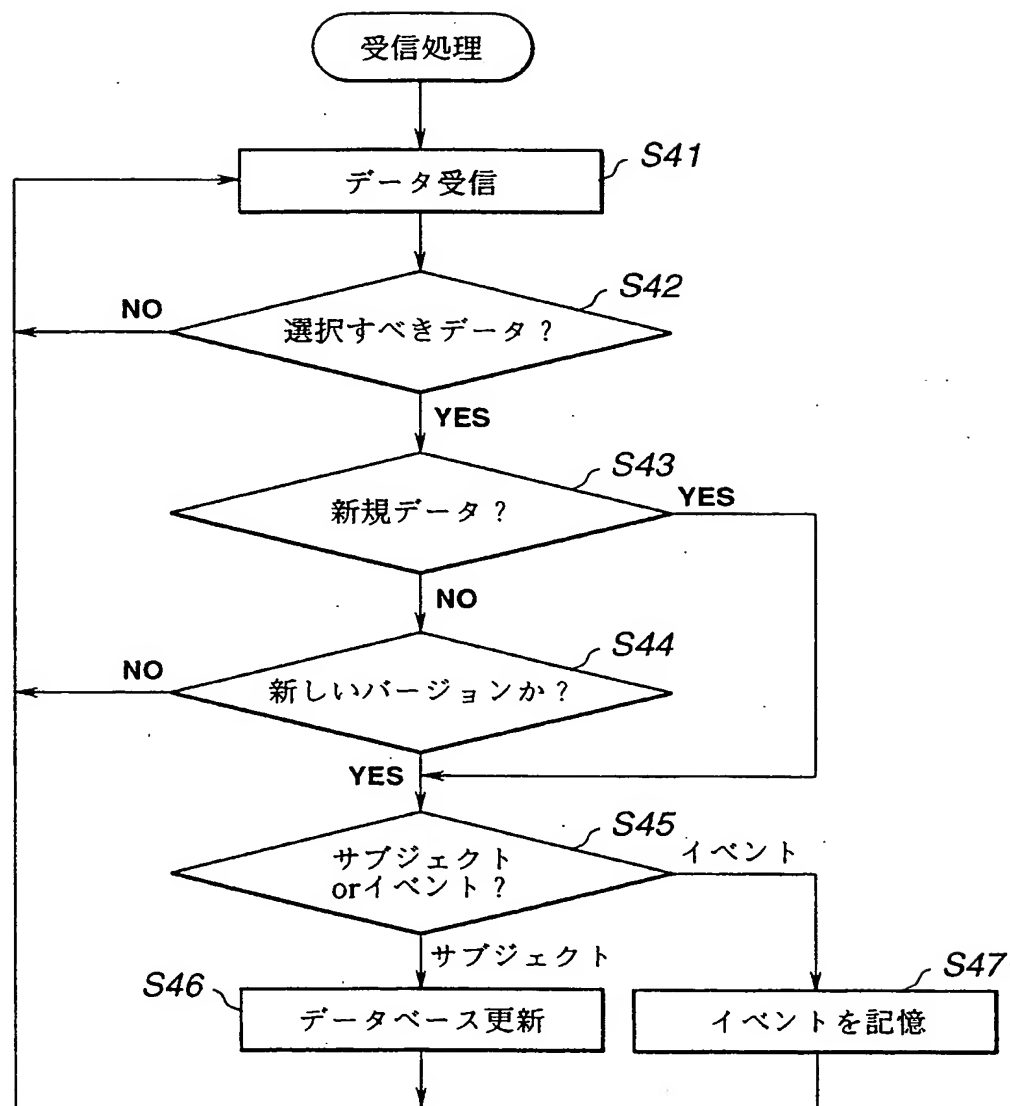 受信処理
データ受信
S41
選択すべきデータ?
S42
NO
YES
新規データ?
S43
YES
NO
新しいバージョンか?
S44
NO
YES
サブジェクト
orイベント?
S45
イベント
サブジェクト
S46
データベース更新
S47
イベントを記憶